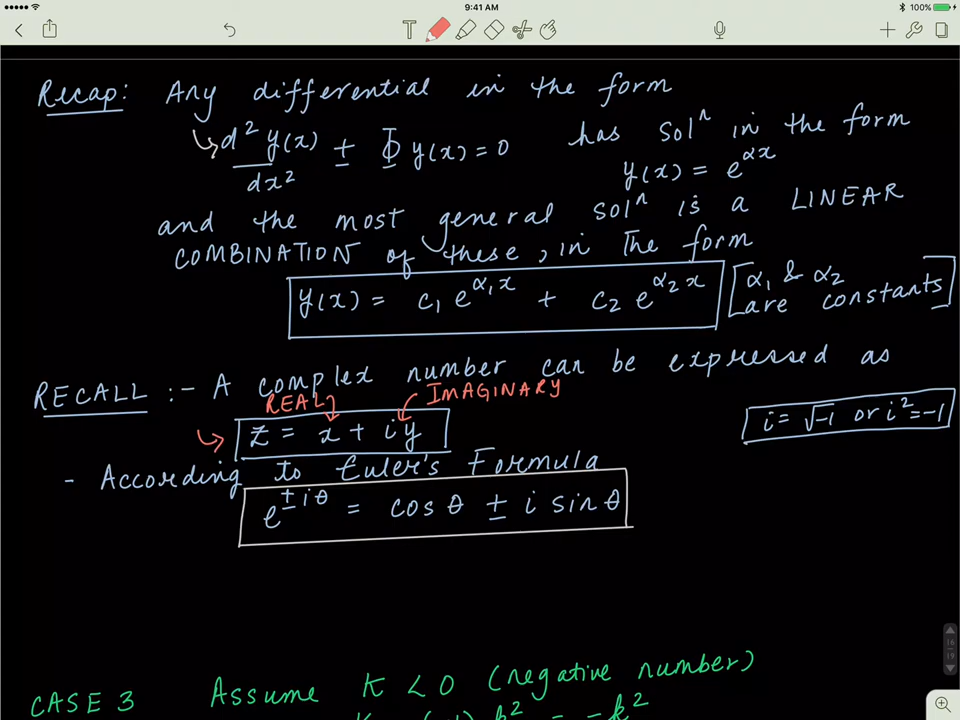 9:41 AM
100%
T
Recap: Any differential in the form
d² y(x)/dx² ± Φ y(x) = 0 has solⁿ in the form
y(x) = e^{αx}
and the most general solⁿ is a LINEAR
COMBINATION of these, in the form
y(x) = c₁ e^{α₁x} + c₂ e^{α₂x} [α₁ & α₂
are constants]
RECALL :- A complex number can be expressed as
REAL IMAGINARY
z = x + iy
i = √-1 or i² = -1
- According to Euler's Formula
e^{±iθ} = cos θ ± i sin θ
16
19
CASE 3 Assume K < 0 (negative number)